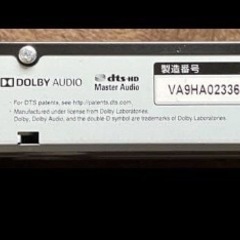 DOLBY AUDIO
dts-HD
Master Audio
製造番号
VA9HA02336
• For DTS patents, see http://patents.dts.com.
• Manufactured under license from Dolby Laboratories.
Dolby, Dolby Audio, and the double-D symbol are trademarks of Dolby Laboratories.